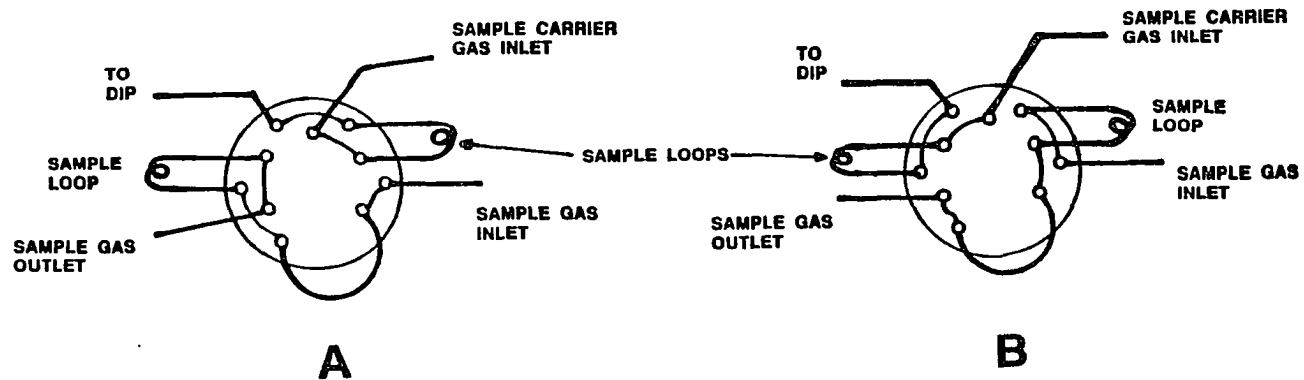 SAMPLE CARRIER
GAS INLET
TO
DIP
SAMPLE
LOOP
SAMPLE GAS
OUTLET
SAMPLE GAS
INLET
A
SAMPLE LOOPS
SAMPLE CARRIER
GAS INLET
TO
DIP
SAMPLE
LOOP
SAMPLE GAS
INLET
SAMPLE GAS
OUTLET
B